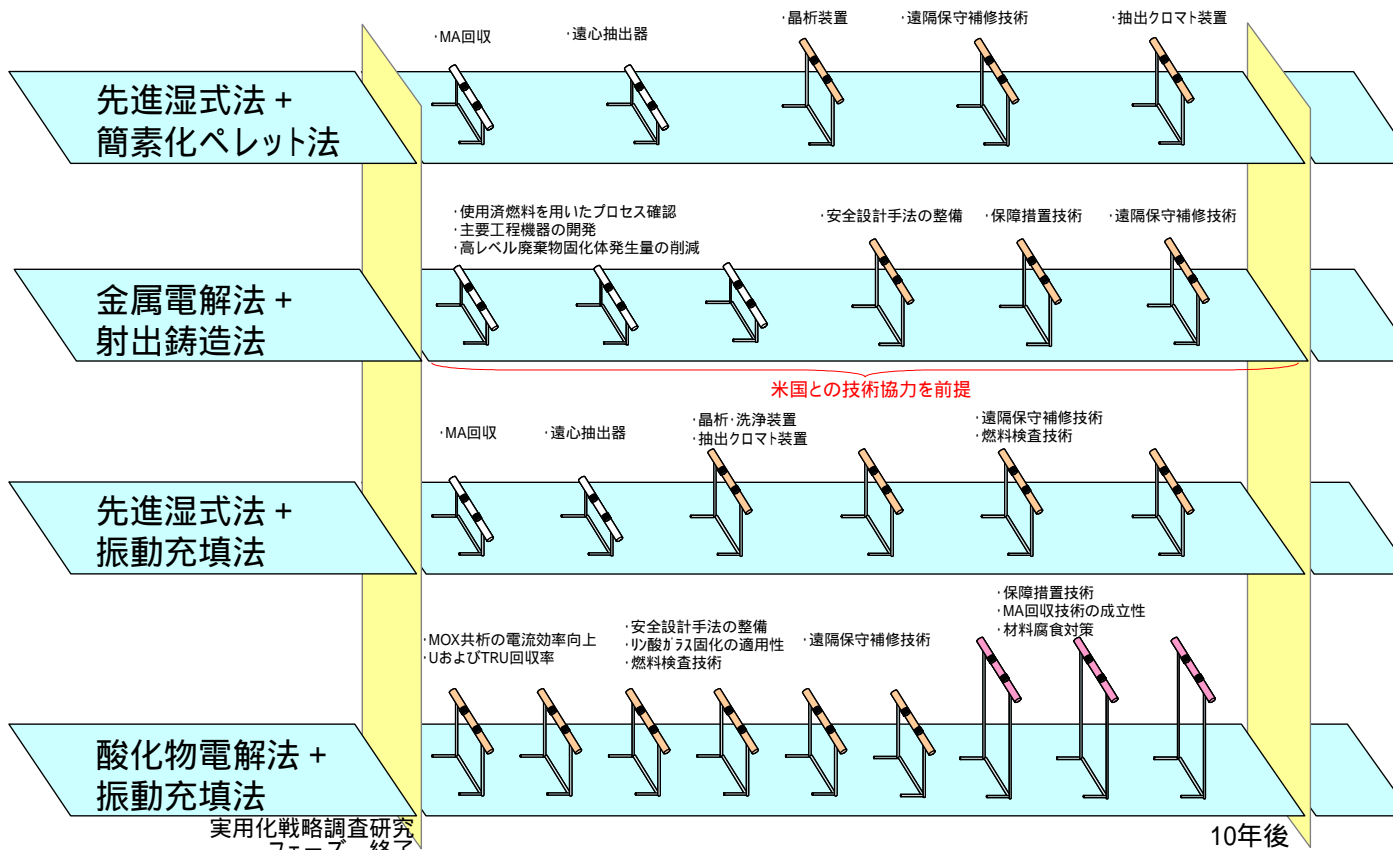 ・MA回収
・遠心抽出器
・晶析装置
・遠隔保守補修技術
・抽出クロマト装置
先進湿式法+
簡素化ペレット法
・使用済燃料を用いたプロセス確認
・主要工程機器の開発
・高レベル廃棄物固化体発生量の削減
・安全設計手法の整備
・保障措置技術
・遠隔保守補修技術
金属電解法+
射出鋳造法
米国との技術協力を前提
・MA回収
・遠心抽出器
・晶析・洗浄装置
・抽出クロマト装置
・遠隔保守補修技術
・燃料検査技術
先進湿式法+
振動充填法
・MOX共析の電流効率向上
・UおよびTRU回収率
・安全設計手法の整備
・リン酸ガラス固化の適用性
・燃料検査技術
・遠隔保守補修技術
・保障措置技術
・MA回収技術の成立性
・材料腐食対策
酸化物電解法+
振動充填法
実用化戦略調査研究
フェーズ 終了
10年後